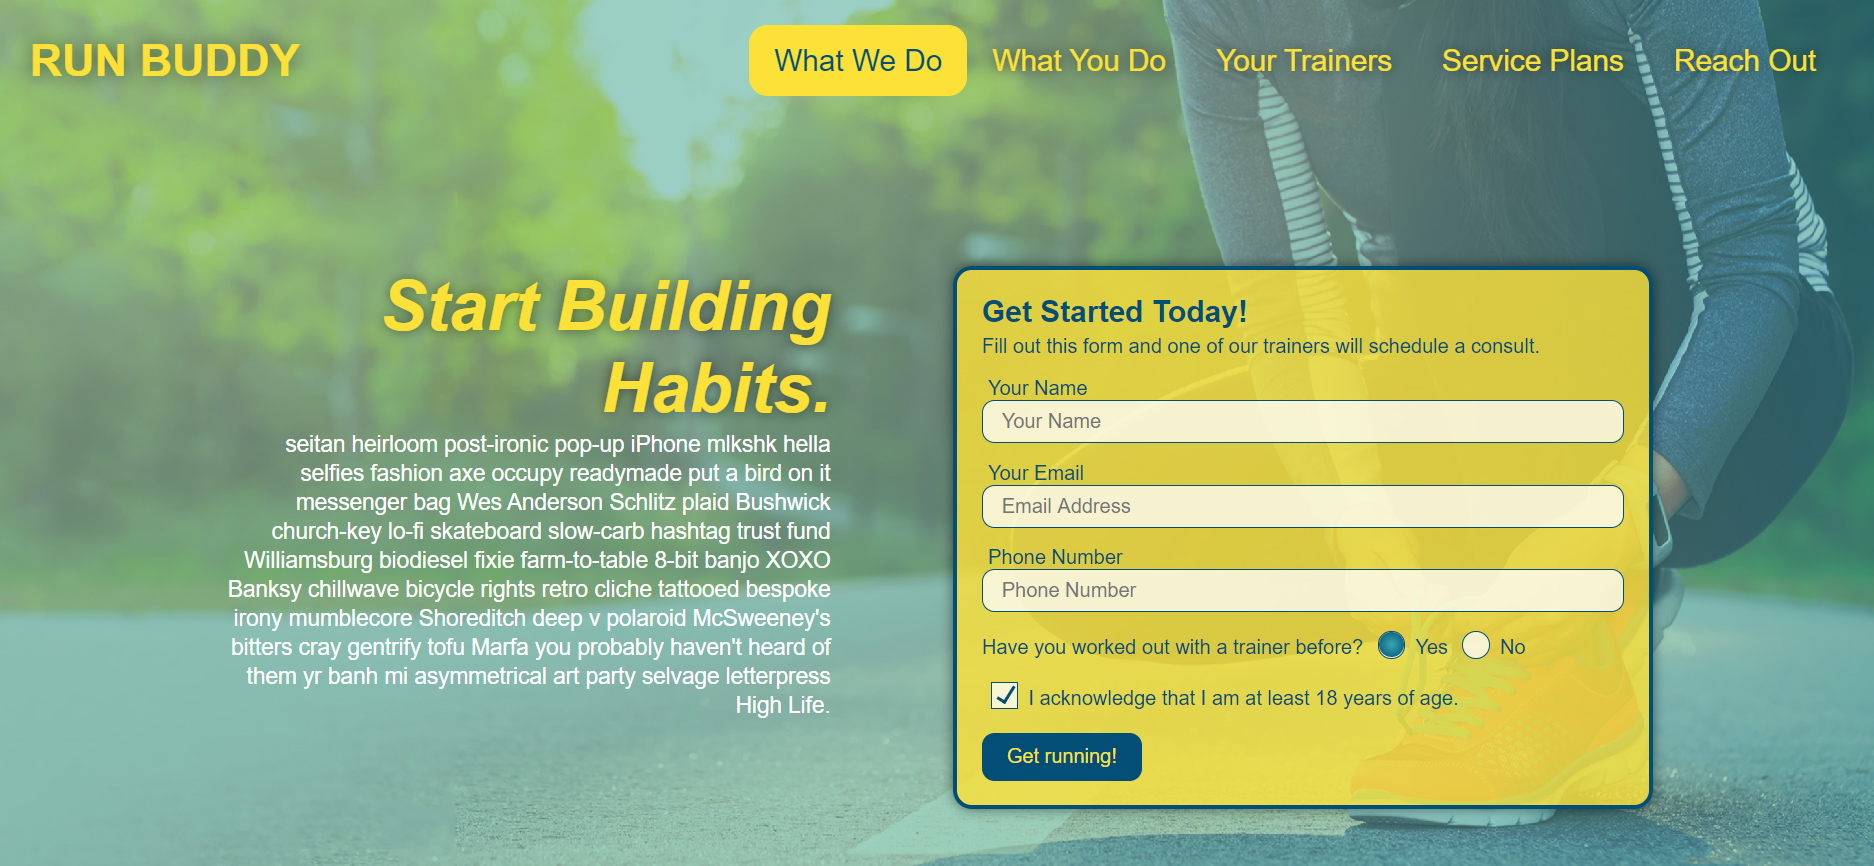 RUN BUDDY
What We Do
What You Do
Your Trainers
Service Plans
Reach Out
Start Building
Habits.
seitan heirloom post-ironic pop-up iPhone mlkshk hella
selfies fashion axe occupy readymade put a bird on it
messenger bag Wes Anderson Schlitz plaid Bushwick
church-key lo-fi skateboard slow-carb hashtag trust fund
Williamsburg biodiesel fixie farm-to-table 8-bit banjo XOXO
Banksy chillwave bicycle rights retro cliche tattooed bespoke
irony mumblecore Shoreditch deep v polaroid McSweeney's
bitters cray gentrify tofu Marfa you probably haven't heard of
them yr banh mi asymmetrical art party selvage letterpress
High Life.
Get Started Today!
Fill out this form and one of our trainers will schedule a consult.
Your Name
Your Name
Your Email
Email Address
Phone Number
Phone Number
Have you worked out with a trainer before? Yes No
I acknowledge that I am at least 18 years of age.
Get running!